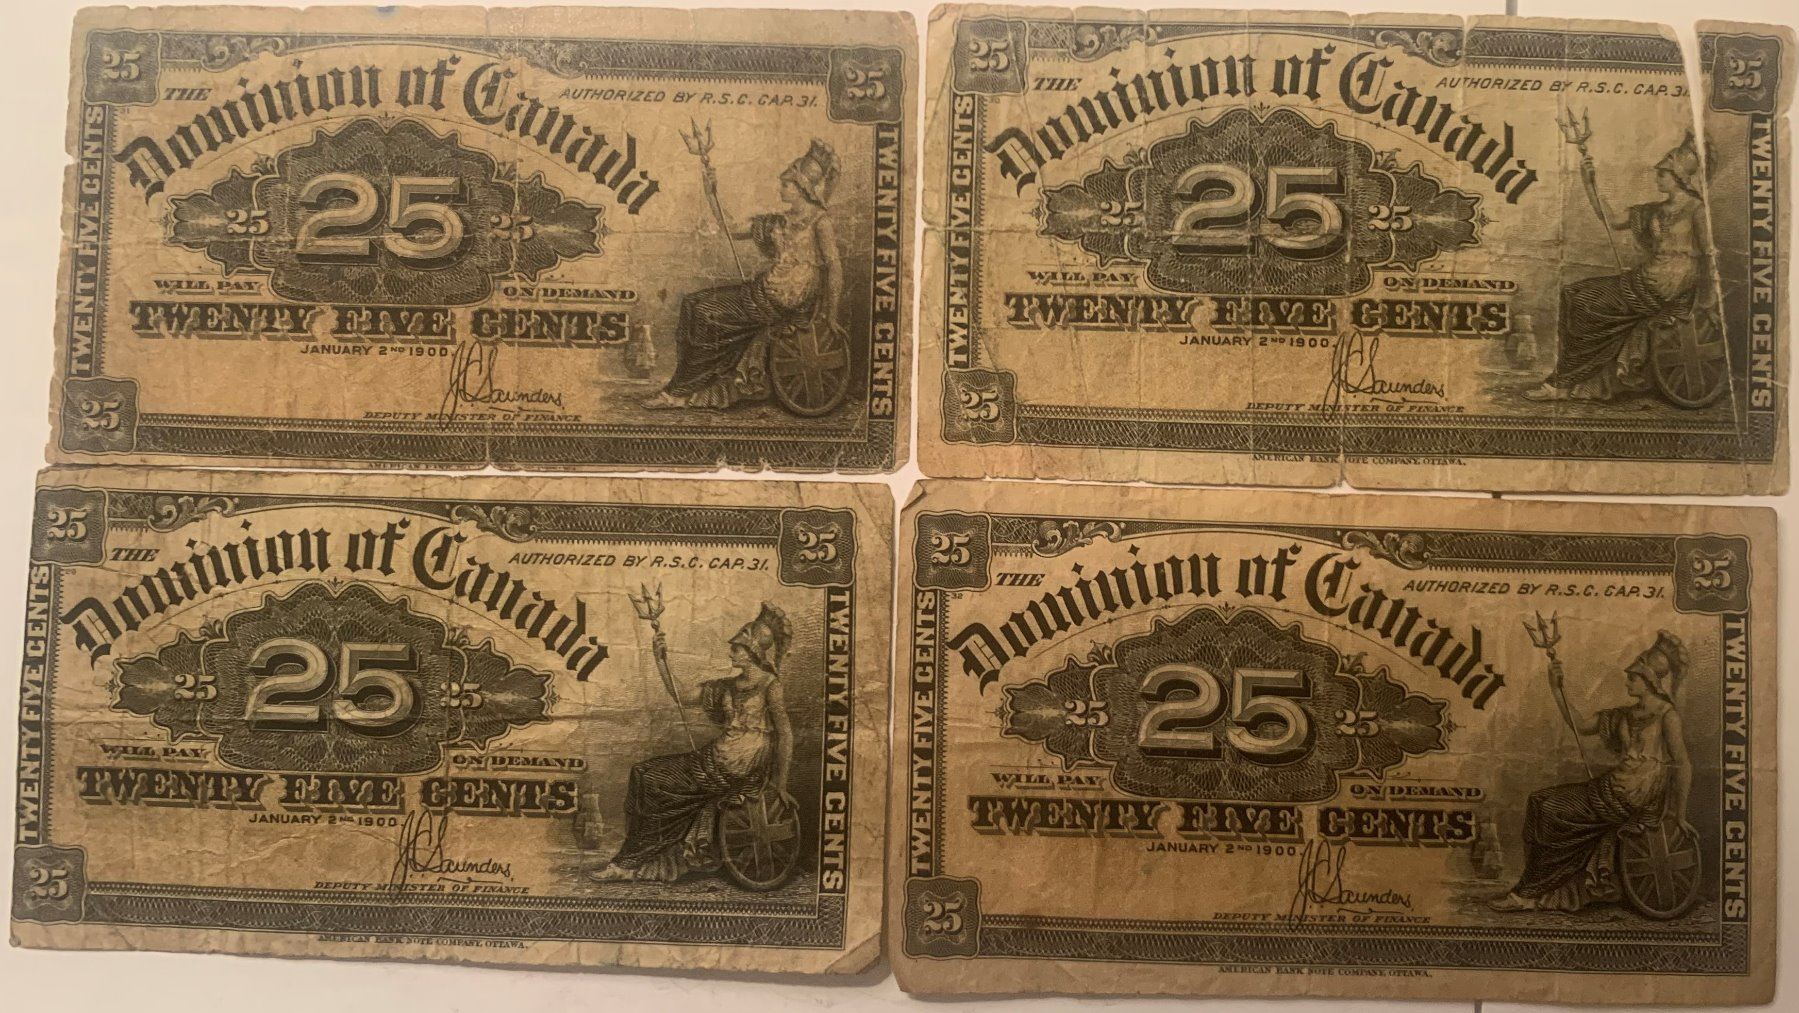 25 25
THE Dominion of Canada
AUTHORIZED BY R.S.C. CAP. 31.
TWENTY FIVE CENTS
25 25 25
TWENTY FIVE CENTS
WILL PAY ON DEMAND
TWENTY FIVE CENTS
JANUARY 2ND 1900.
J C Saunders
DEPUTY MINISTER OF FINANCE
25
25 25
THE Dominion of Canada
AUTHORIZED BY R.S.C. CAP. 31.
TWENTY FIVE CENTS
25 25 25
TWENTY FIVE CENTS
WILL PAY ON DEMAND
TWENTY FIVE CENTS
JANUARY 2ND 1900.
J C Saunders
DEPUTY MINISTER OF FINANCE
25
AMERICAN BANK NOTE COMPANY, OTTAWA.
25 25
THE Dominion of Canada
AUTHORIZED BY R.S.C. CAP. 31.
TWENTY FIVE CENTS
25 25 25
TWENTY FIVE CENTS
WILL PAY ON DEMAND
TWENTY FIVE CENTS
JANUARY 2ND 1900.
J C Saunders
DEPUTY MINISTER OF FINANCE
25
AMERICAN BANK NOTE COMPANY, OTTAWA.
25 25
THE Dominion of Canada
AUTHORIZED BY R.S.C. CAP. 31.
32
TWENTY FIVE CENTS
25 25 25
TWENTY FIVE CENTS
WILL PAY ON DEMAND
TWENTY FIVE CENTS
JANUARY 2ND 1900.
J C Saunders
DEPUTY MINISTER OF FINANCE
25
AMERICAN BANK NOTE COMPANY, OTTAWA.